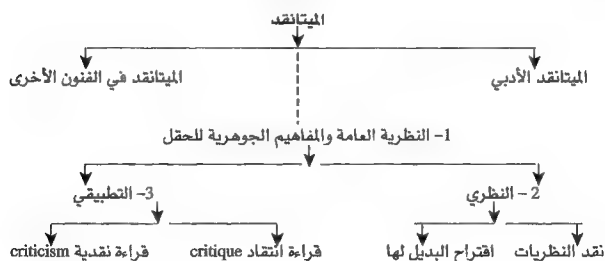 الميتانقد
الميتانقد الأدبي الميتانقد في الفنون الأخرى
1- النظرية العامة والمفاهيم الجوهرية للحقل
2- النظري 3- التطبيقي
نقد النظريات اقتراح البديل لها قراءة انتقاد critique قراءة نقدية criticism